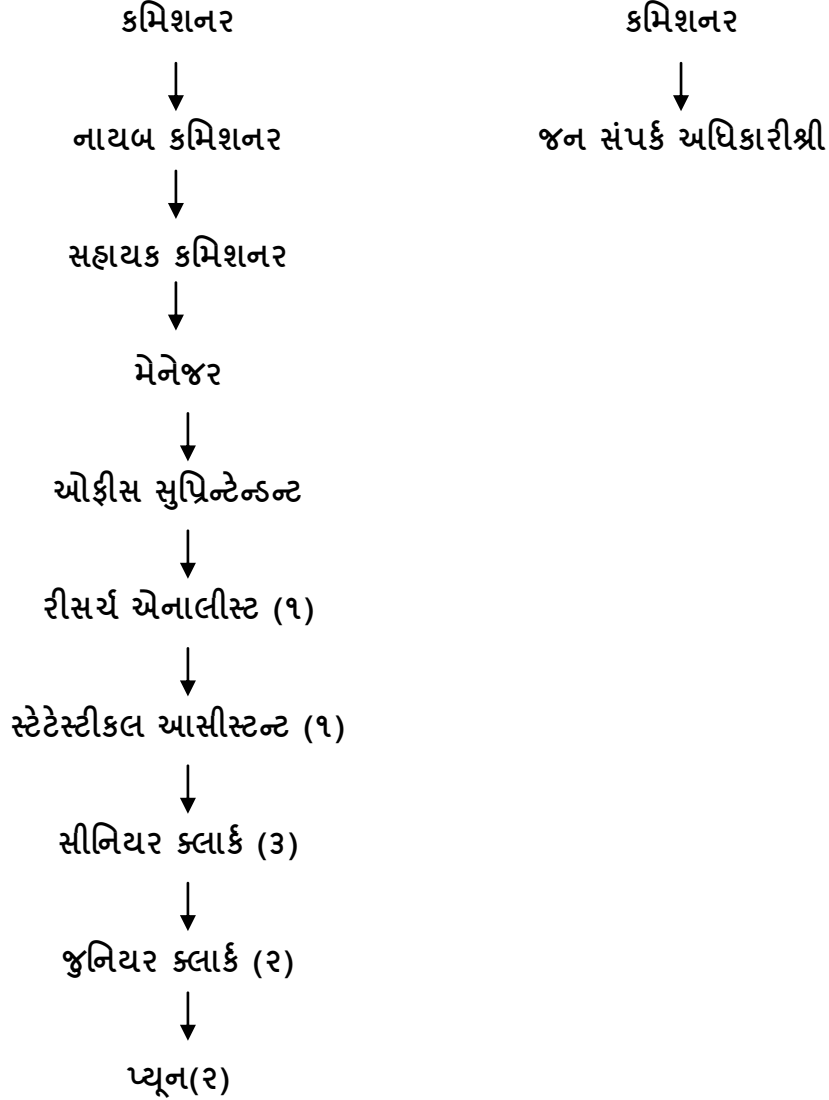 કમિશનર
નાયબ કમિશનર
સહાયક કમિશનર
મેનેજર
ઓફીસ સુપ્રિન્ટેન્ડન્ટ
રીસર્ચ એનાલીસ્ટ (૧)
સ્ટેટેસ્ટીકલ આસીસ્ટન્ટ (૧)
સીનિયર ક્લાર્ક (૩)
જુનિયર ક્લાર્ક (૨)
પ્યૂન(૨)
કમિશનર
જન સંપર્ક અધિકારીશ્રી